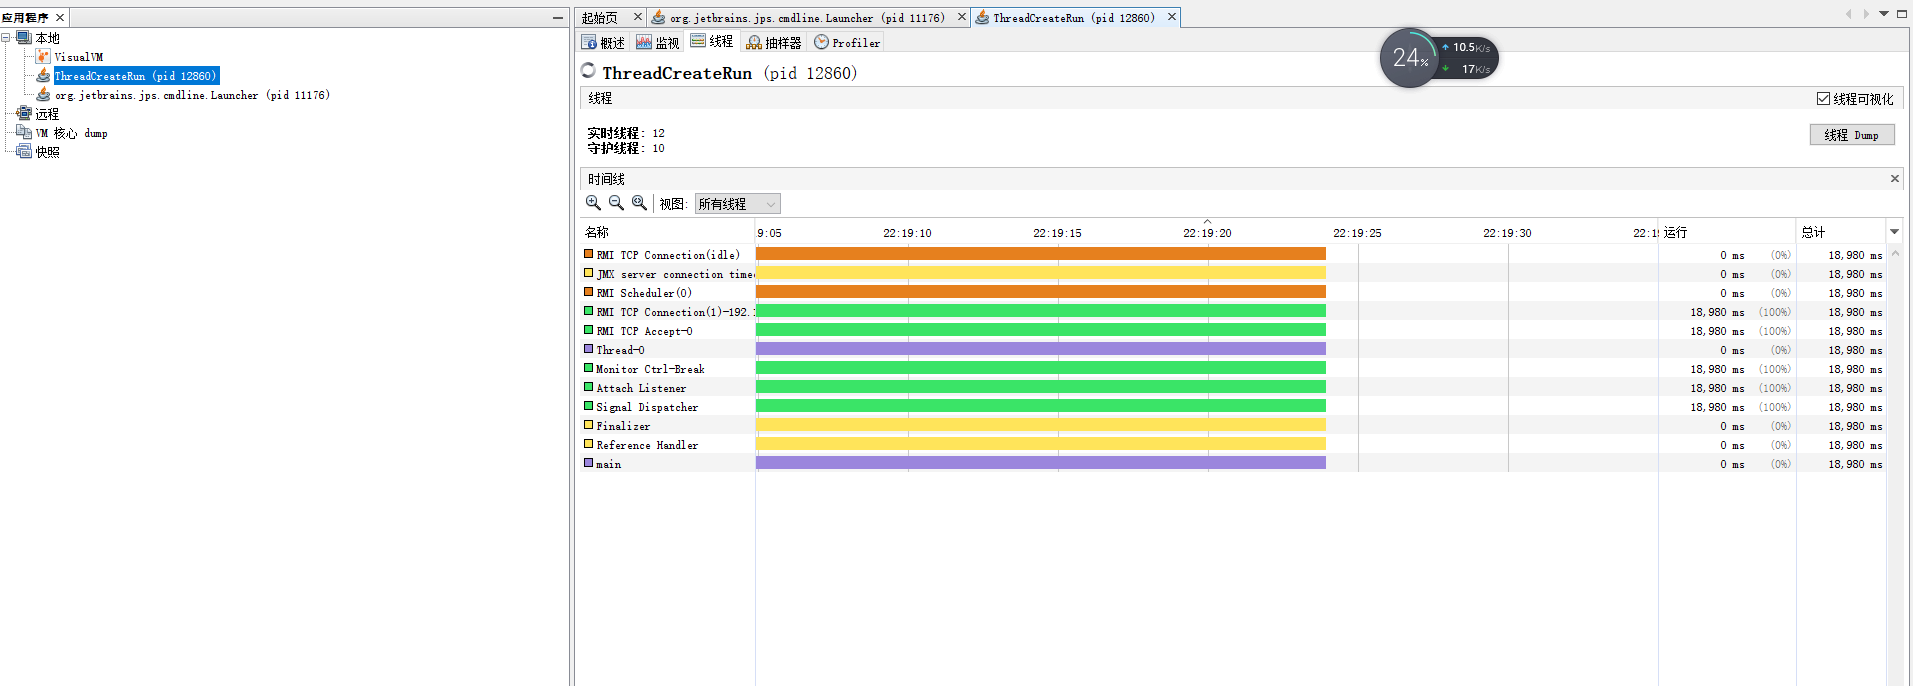 应用程序
本地
VisualVM
ThreadCreateRun (pid 12860)
org.jetbrains.jps.cmdline.Launcher (pid 11176)
远程
VM 核心 dump
快照
起始页 org.jetbrains.jps.cmdline.Launcher (pid 11176) ThreadCreateRun (pid 12860)
概述 监视 线程 抽样器 Profiler
ThreadCreateRun (pid 12860)
24% 10.5K/s
17K/s
线程 线程可视化
实时线程: 12
守护线程: 10
线程 Dump
时间线
视图: 所有线程
名称 9:05 22:19:10 22:19:15 22:19:20 22:19:25 22:19:30 22:1 运行 总计
RMI TCP Connection(idle) 0 ms (0%) 18,980 ms
JMX server connection time 0 ms (0%) 18,980 ms
RMI Scheduler(0) 0 ms (0%) 18,980 ms
RMI TCP Connection(1)-192. 18,980 ms (100%) 18,980 ms
RMI TCP Accept-0 18,980 ms (100%) 18,980 ms
Thread-0 0 ms (0%) 18,980 ms
Monitor Ctrl-Break 18,980 ms (100%) 18,980 ms
Attach Listener 18,980 ms (100%) 18,980 ms
Signal Dispatcher 18,980 ms (100%) 18,980 ms
Finalizer 0 ms (0%) 18,980 ms
Reference Handler 0 ms (0%) 18,980 ms
main 0 ms (0%) 18,980 ms